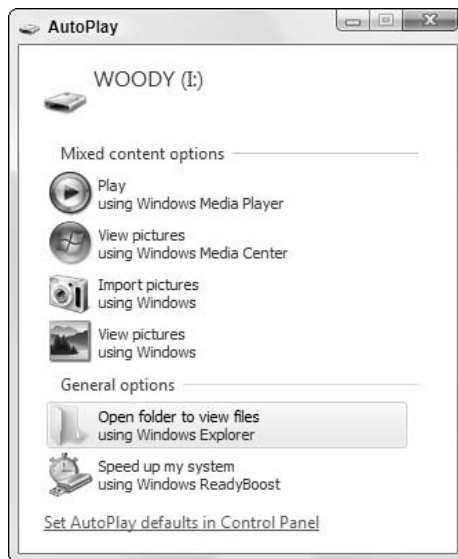 AutoPlay
WOODY (I:)
Mixed content options
Play
using Windows Media Player
View pictures
using Windows Media Center
Import pictures
using Windows
View pictures
using Windows
General options
Open folder to view files
using Windows Explorer
Speed up my system
using Windows ReadyBoost
Set AutoPlay defaults in Control Panel